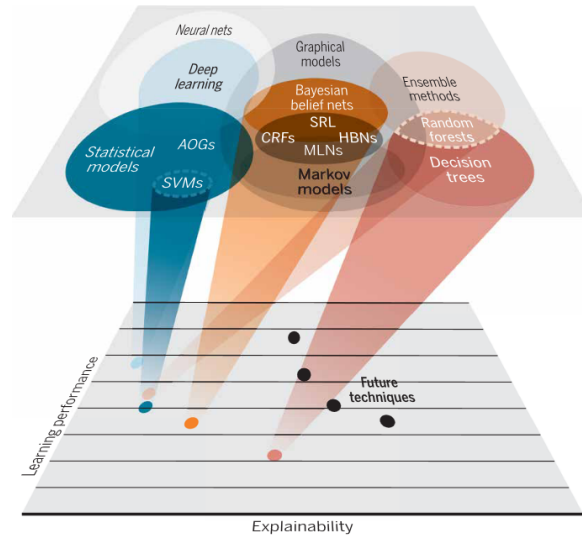 Neural nets
Deep
learning
Graphical
models
Ensemble
methods
Bayesian
belief nets
SRL
CRFs
HBNs
MLNs
Random
forests
Statistical
models
AOGs
SVMs
Markov
models
Decision
trees
Learning performance
Future
techniques
Explainability